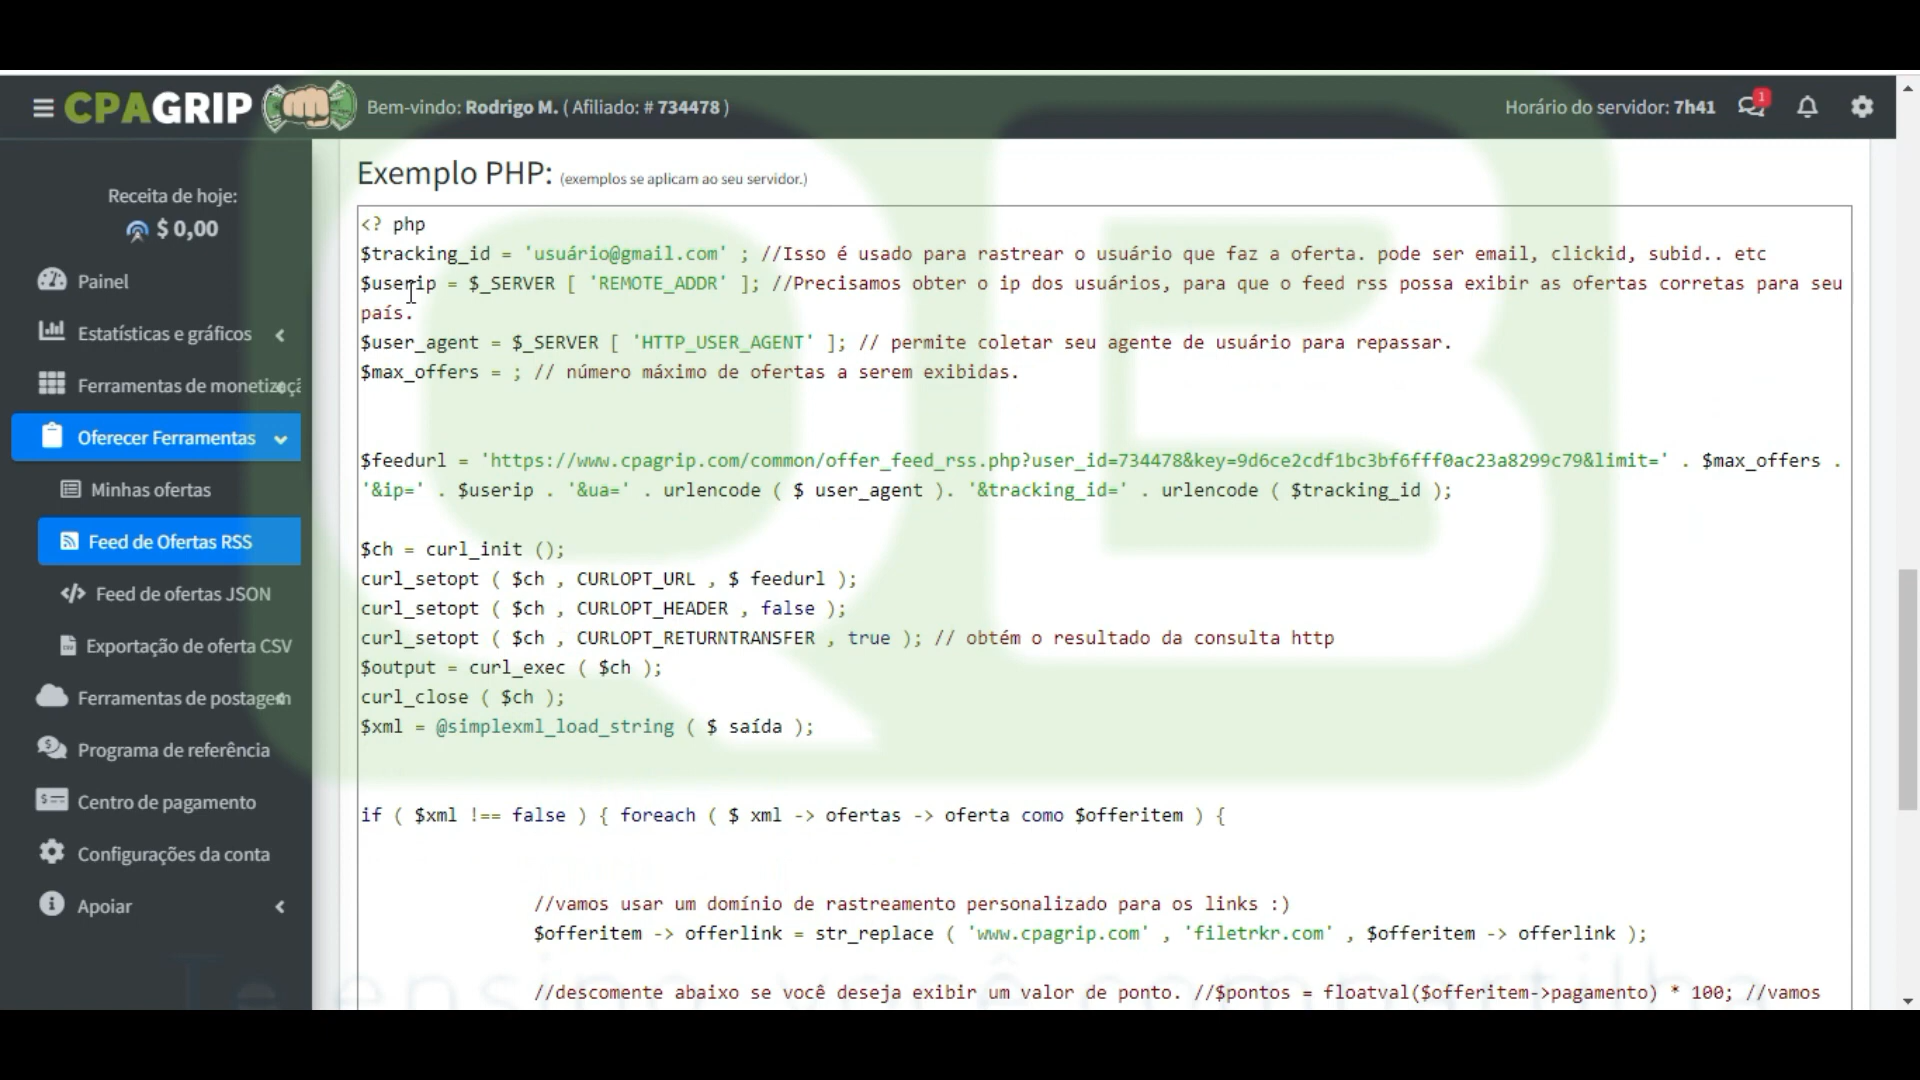 CPAGRIP Bem-vindo: Rodrigo M. ( Afiliado: # 734478 ) Horário do servidor: 7h41 1
Receita de hoje:
$ 0,00
Painel
Estatísticas e gráficos
Ferramentas de monetizaçã
Oferecer Ferramentas
Minhas ofertas
Feed de Ofertas RSS
Feed de ofertas JSON
Exportação de oferta CSV
Ferramentas de postagem
Programa de referência
Centro de pagamento
Configurações da conta
Apoiar
Exemplo PHP: (exemplos se aplicam ao seu servidor.)
<? php
$tracking_id = 'usuário@gmail.com' ; //Isso é usado para rastrear o usuário que faz a oferta. pode ser email, clickid, subid.. etc
$userip = $_SERVER [ 'REMOTE_ADDR' ]; //Precisamos obter o ip dos usuários, para que o feed rss possa exibir as ofertas corretas para seu
país.
$user_agent = $_SERVER [ 'HTTP_USER_AGENT' ]; // permite coletar seu agente de usuário para repassar.
$max_offers = ; // número máximo de ofertas a serem exibidas.
$feedurl = 'https://www.cpagrip.com/common/offer_feed_rss.php?user_id=734478&key=9d6ce2cdf1bc3bf6fff0ac23a8299c79&limit=' . $max_offers .
'&ip=' . $userip . '&ua=' . urlencode ( $ user_agent ). '&tracking_id=' . urlencode ( $tracking_id );
$ch = curl_init ();
curl_setopt ( $ch , CURLOPT_URL , $ feedurl );
curl_setopt ( $ch , CURLOPT_HEADER , false );
curl_setopt ( $ch , CURLOPT_RETURNTRANSFER , true ); // obtém o resultado da consulta http
$output = curl_exec ( $ch );
curl_close ( $ch );
$xml = @simplexml_load_string ( $ saída );
if ( $xml !== false ) { foreach ( $ xml -> ofertas -> oferta como $offeritem ) {
//vamos usar um domínio de rastreamento personalizado para os links :)
$offeritem -> offerlink = str_replace ( 'www.cpagrip.com' , 'filetrkr.com' , $offeritem -> offerlink );
//descomente abaixo se você deseja exibir um valor de ponto. //$pontos = floatval($offeritem->pagamento) * 100; //vamos
Te ensino você compartilha